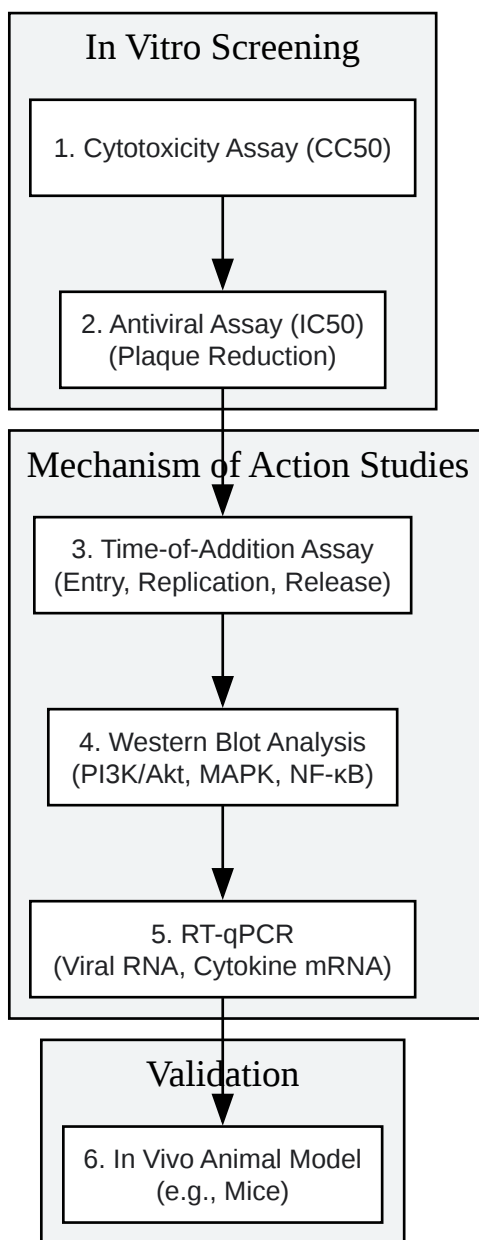 In Vitro Screening
1. Cytotoxicity Assay (CC50)
2. Antiviral Assay (IC50)
(Plaque Reduction)
Mechanism of Action Studies
3. Time-of-Addition Assay
(Entry, Replication, Release)
4. Western Blot Analysis
(PI3K/Akt, MAPK, NF-κB)
5. RT-qPCR
(Viral RNA, Cytokine mRNA)
Validation
6. In Vivo Animal Model
(e.g., Mice)